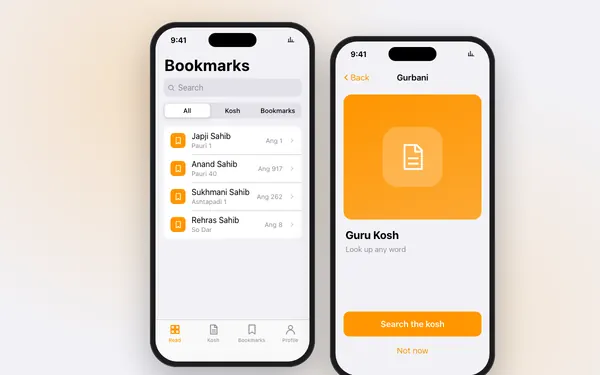 9:41
Bookmarks
Search
All Kosh Bookmarks
Japji Sahib
Pauri 1
Ang 1
Anand Sahib
Pauri 40
Ang 917
Sukhmani Sahib
Ashtapadi 1
Ang 262
Rehras Sahib
So Dar
Ang 8
Read Kosh Bookmarks Profile
9:41
Back Gurbani
Guru Kosh
Look up any word
Search the kosh
Not now